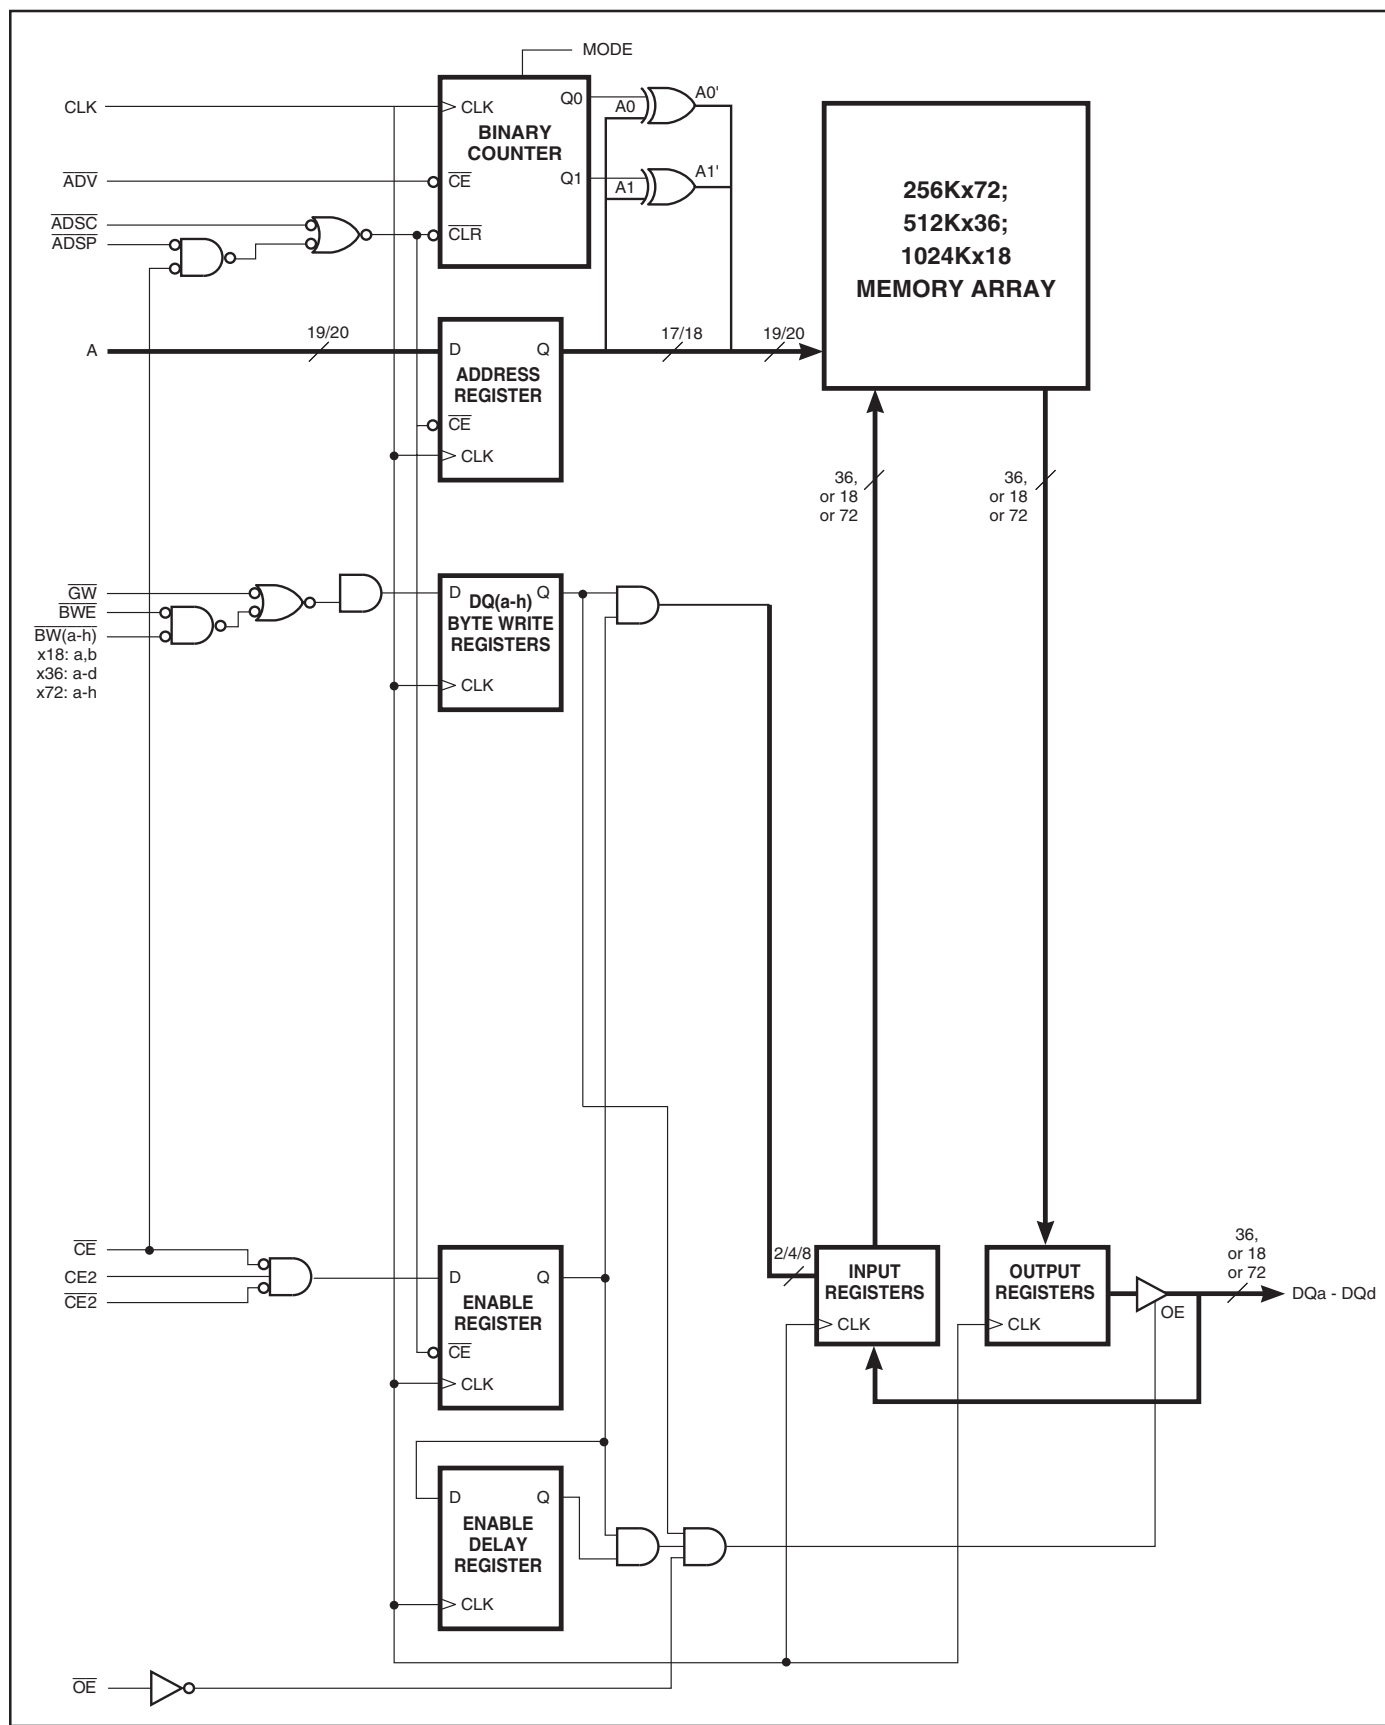 MODE
CLK
CLK
Q0
A0
A0'
BINARY
COUNTER
ADV
CE
Q1
A1
A1'
ADSC
ADSP
CLR
256Kx72;
512Kx36;
1024Kx18
MEMORY ARRAY
A
19/20
D
Q
17/18
19/20
ADDRESS
REGISTER
CE
CLK
36,
or 18
or 72
36,
or 18
or 72
GW
BWE
BW(a-h)
x18: a,b
x36: a-d
x72: a-h
D
Q
DQ(a-h)
BYTE WRITE
REGISTERS
CLK
CE
CE2
CE2
D
Q
ENABLE
REGISTER
CE
CLK
2/4/8
INPUT
REGISTERS
CLK
OUTPUT
REGISTERS
CLK
OE
36,
or 18
or 72
DQa - DQd
D
Q
ENABLE
DELAY
REGISTER
CLK
OE